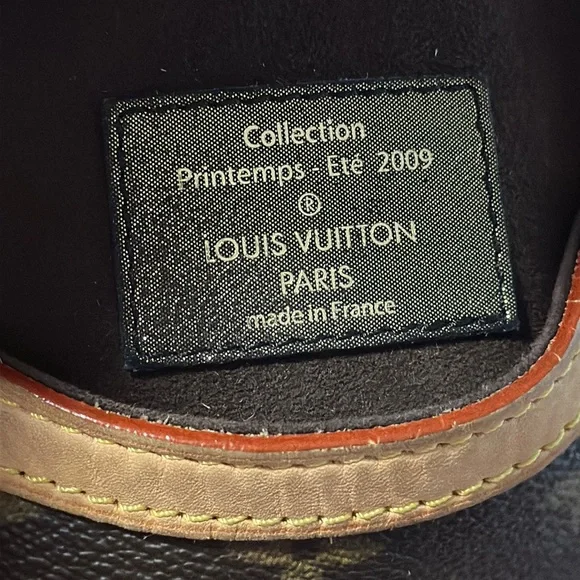 Collection
Printemps - Eté 2009
®
LOUIS VUITTON
PARIS
made in France